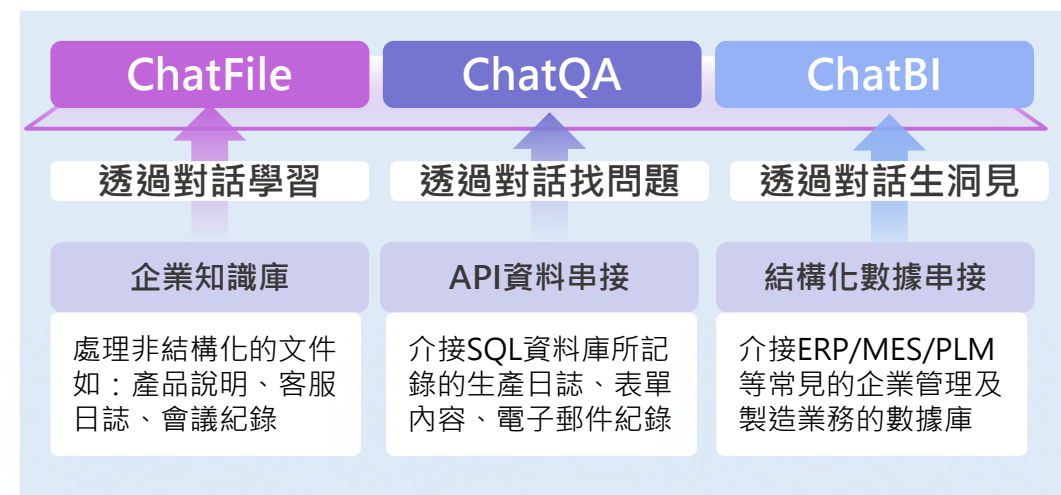 ChatFile
ChatQA
ChatBI
透過對話學習
透過對話找問題
透過對話生洞見
企業知識庫
API資料串接
結構化數據串接
處理非結構化的文件
如：產品說明、客服
日誌、會議紀錄
介接SQL資料庫所記
錄的生產日誌、表單
內容、電子郵件紀錄
介接ERP/MES/PLM
等常見的企業管理及
製造業務的數據庫